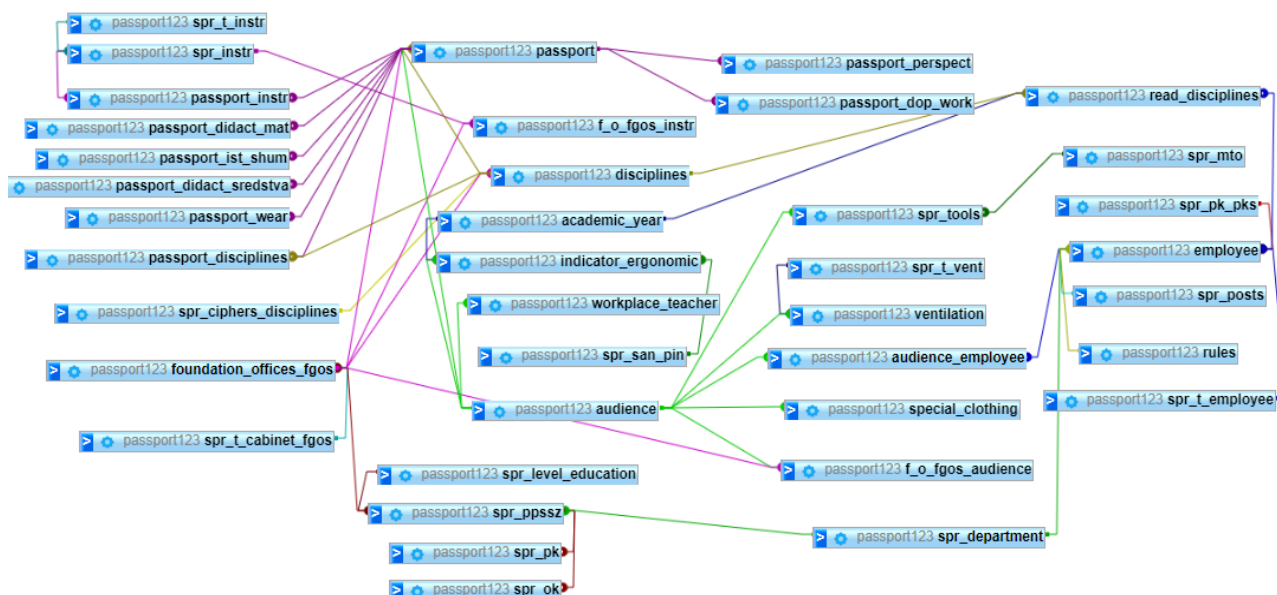 passport123 spr_t_instr
passport123 spr_instr
passport123 passport
passport123 passport_perspect
passport123 passport_instr
passport123 passport_dop_work
passport123 read_disciplines
passport123 passport_didact_mat
passport123 f_o_fgos_instr
passport123 passport_ist_shum
passport123 spr_mto
passport123 passport_didact_sredstva
passport123 disciplines
passport123 passport_wear
passport123 academic_year
passport123 spr_tools
passport123 spr_pk_pks
passport123 passport_disciplines
passport123 indicator_ergonomic
passport123 spr_t_vent
passport123 employee
passport123 spr_ciphers_disciplines
passport123 workplace_teacher
passport123 ventilation
passport123 spr_posts
passport123 spr_san_pin
passport123 audience_employee
passport123 rules
passport123 foundation_offices_fgos
passport123 audience
passport123 special_clothing
passport123 spr_t_employee
passport123 spr_t_cabinet_fgos
passport123 spr_level_education
passport123 f_o_fgos_audience
passport123 spr_ppssz
passport123 spr_department
passport123 spr_pk
passport123 spr_ok